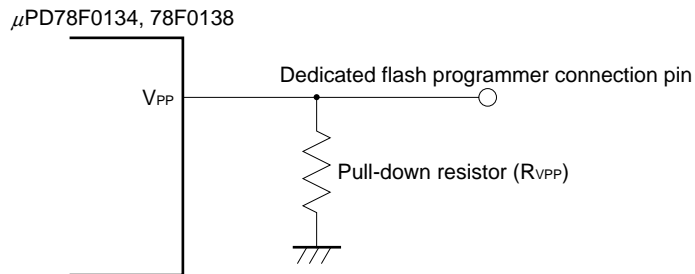 μPD78F0134, 78F0138
Dedicated flash programmer connection pin
VPP
Pull-down resistor (RVPP)